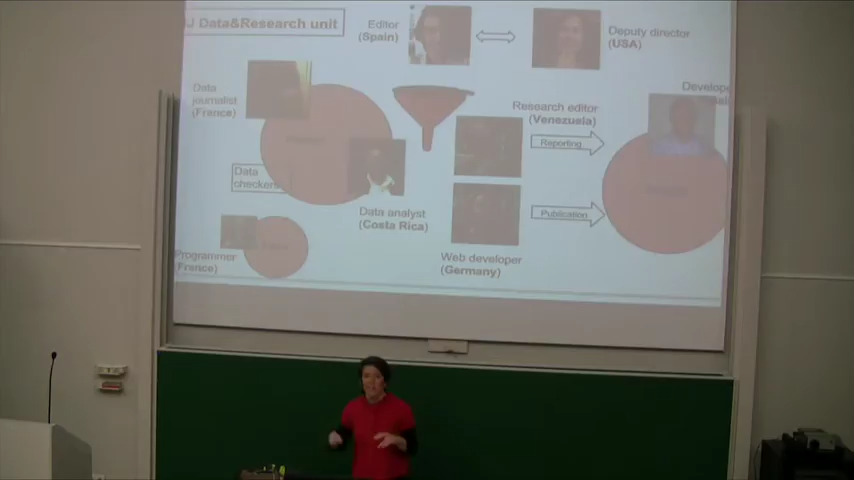 J Data&Research unit
Editor
(Spain)
Deputy director
(USA)
Data
journalist
(France)
Research editor
(Venezuela)
Reporting
Data
checkers
Data analyst
(Costa Rica)
Publication
Programmer
(France)
Web developer
(Germany)